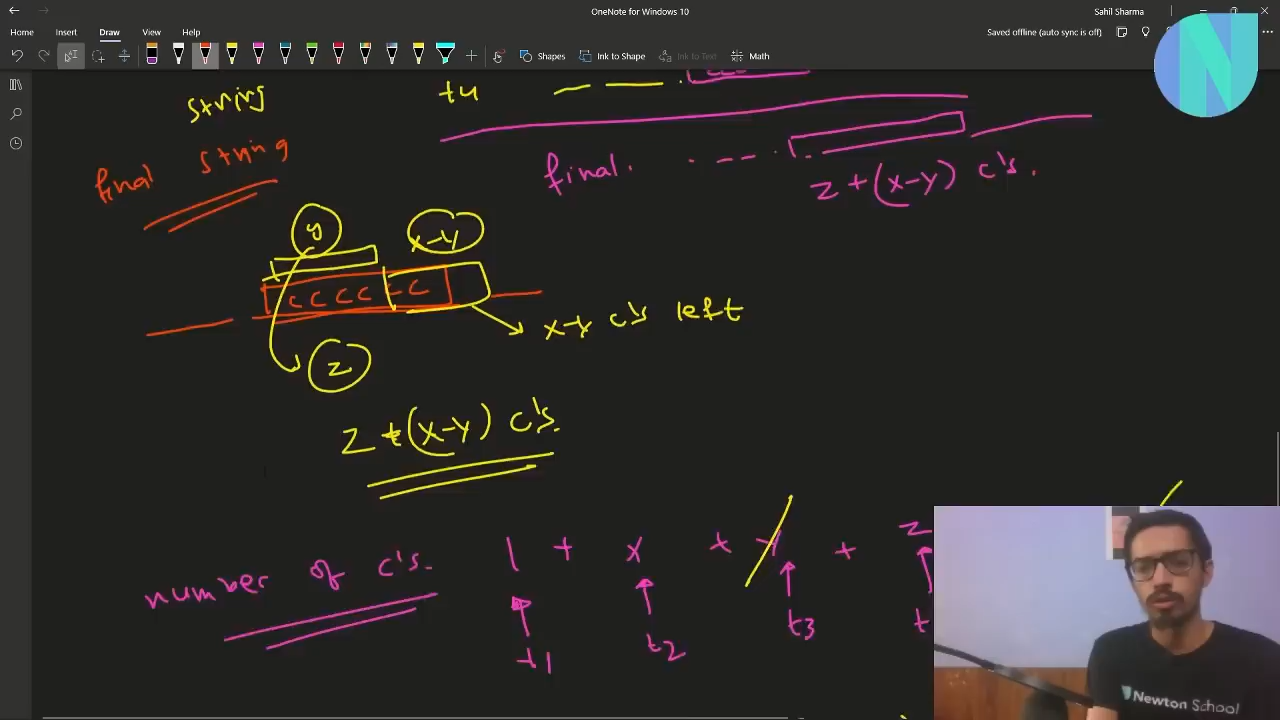 OneNote for Windows 10
Sahil Sharma
Home Insert Draw View Help
Saved offline (auto sync is off)
Shapes Ink to Shape Ink to Text Math
string
t4
ccc
final string
final.
z + (x-y) c's.
y
x-y
c c c c c c
x-y c's left
z
z + (x-y) c's.
number of c's. 1 + x + y + z
t1 t2 t3 t
Newton School